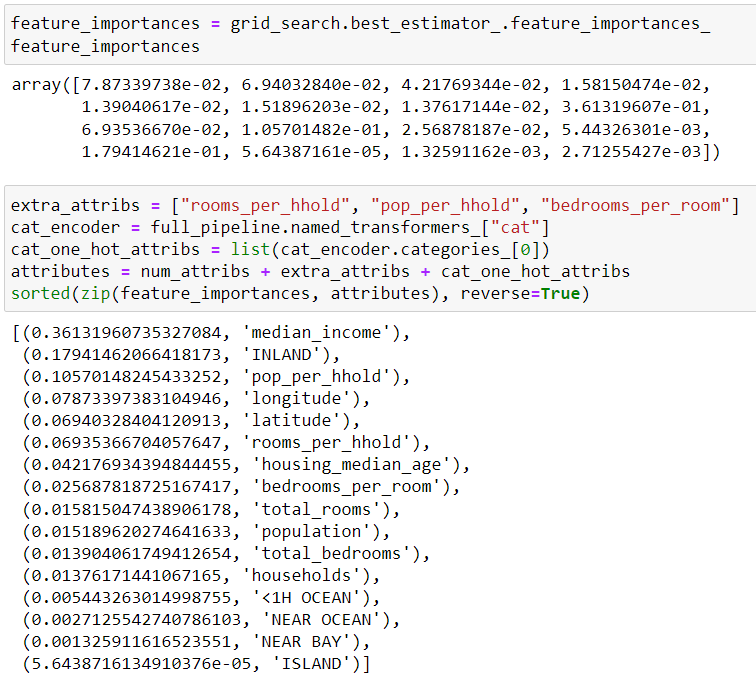 feature_importances = grid_search.best_estimator_.feature_importances_
feature_importances
array([7.87339738e-02, 6.94032840e-02, 4.21769344e-02, 1.58150474e-02,
1.39040617e-02, 1.51896203e-02, 1.37617144e-02, 3.61319607e-01,
6.93536670e-02, 1.05701482e-01, 2.56878187e-02, 5.44326301e-03,
1.79414621e-01, 5.64387161e-05, 1.32591162e-03, 2.71255427e-03])
extra_attribs = ["rooms_per_hhold", "pop_per_hhold", "bedrooms_per_room"]
cat_encoder = full_pipeline.named_transformers_["cat"]
cat_one_hot_attribs = list(cat_encoder.categories_[0])
attributes = num_attribs + extra_attribs + cat_one_hot_attribs
sorted(zip(feature_importances, attributes), reverse=True)
[(0.36131960735327084, 'median_income'),
(0.17941462066418173, 'INLAND'),
(0.10570148245433252, 'pop_per_hhold'),
(0.07873397383104946, 'longitude'),
(0.06940328404120913, 'latitude'),
(0.06935366704057647, 'rooms_per_hhold'),
(0.042176934394844455, 'housing_median_age'),
(0.025687818725167417, 'bedrooms_per_room'),
(0.015815047438906178, 'total_rooms'),
(0.015189620274641633, 'population'),
(0.013904061749412654, 'total_bedrooms'),
(0.01376171441067165, 'households'),
(0.005443263014998755, '<1H OCEAN'),
(0.0027125542740786103, 'NEAR OCEAN'),
(0.001325911616523551, 'NEAR BAY'),
(5.6438716134910376e-05, 'ISLAND')]